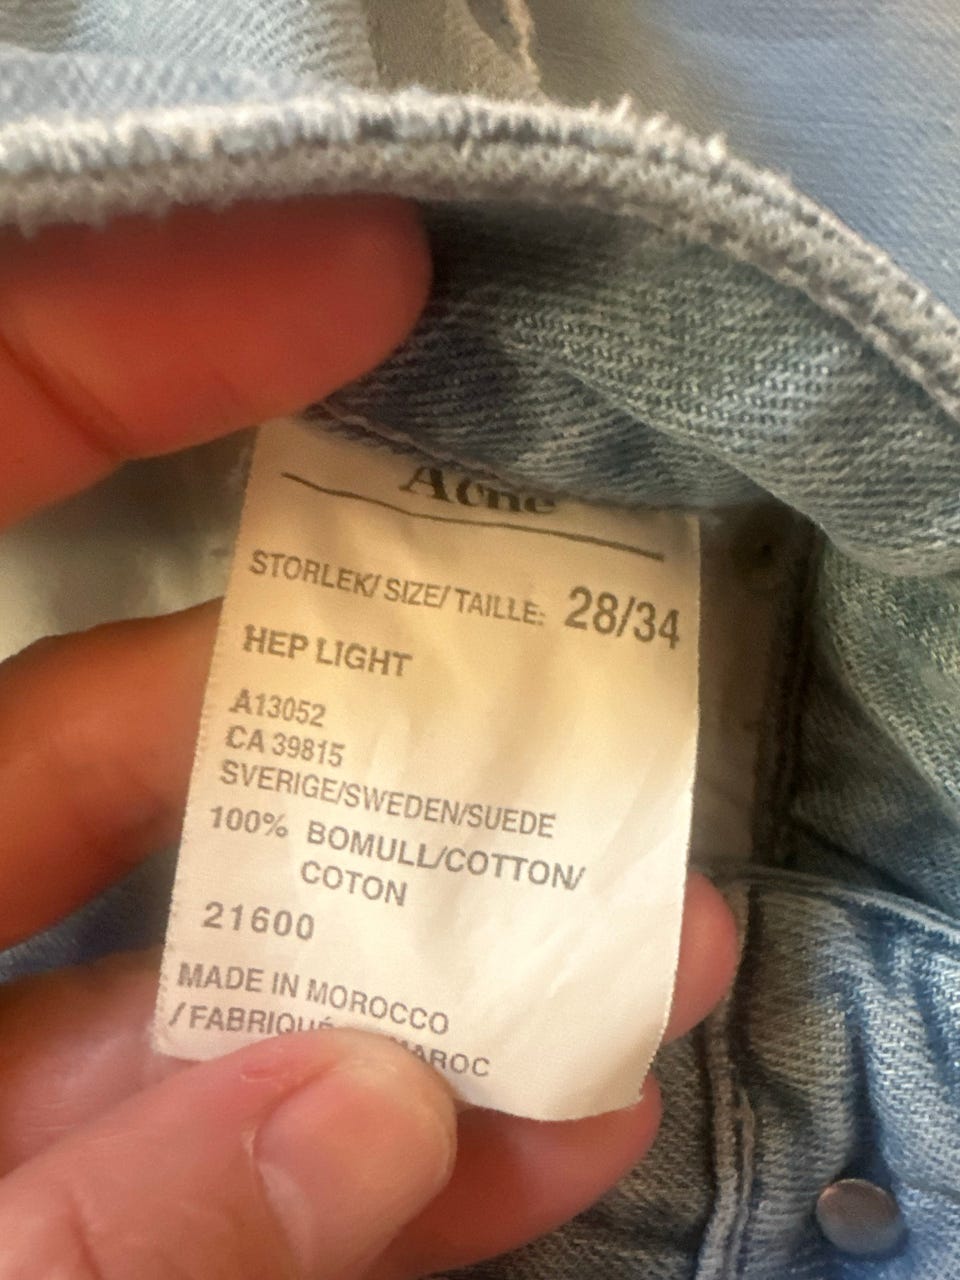 Acne
STORLEK/ SIZE/ TAILLE: 28/34
HEP LIGHT
A13052
CA 39815
SVERIGE/SWEDEN/SUEDE
100% BOMULL/COTTON/
COTON
21600
MADE IN MOROCCO
/ FABRIQUÉ MAROC